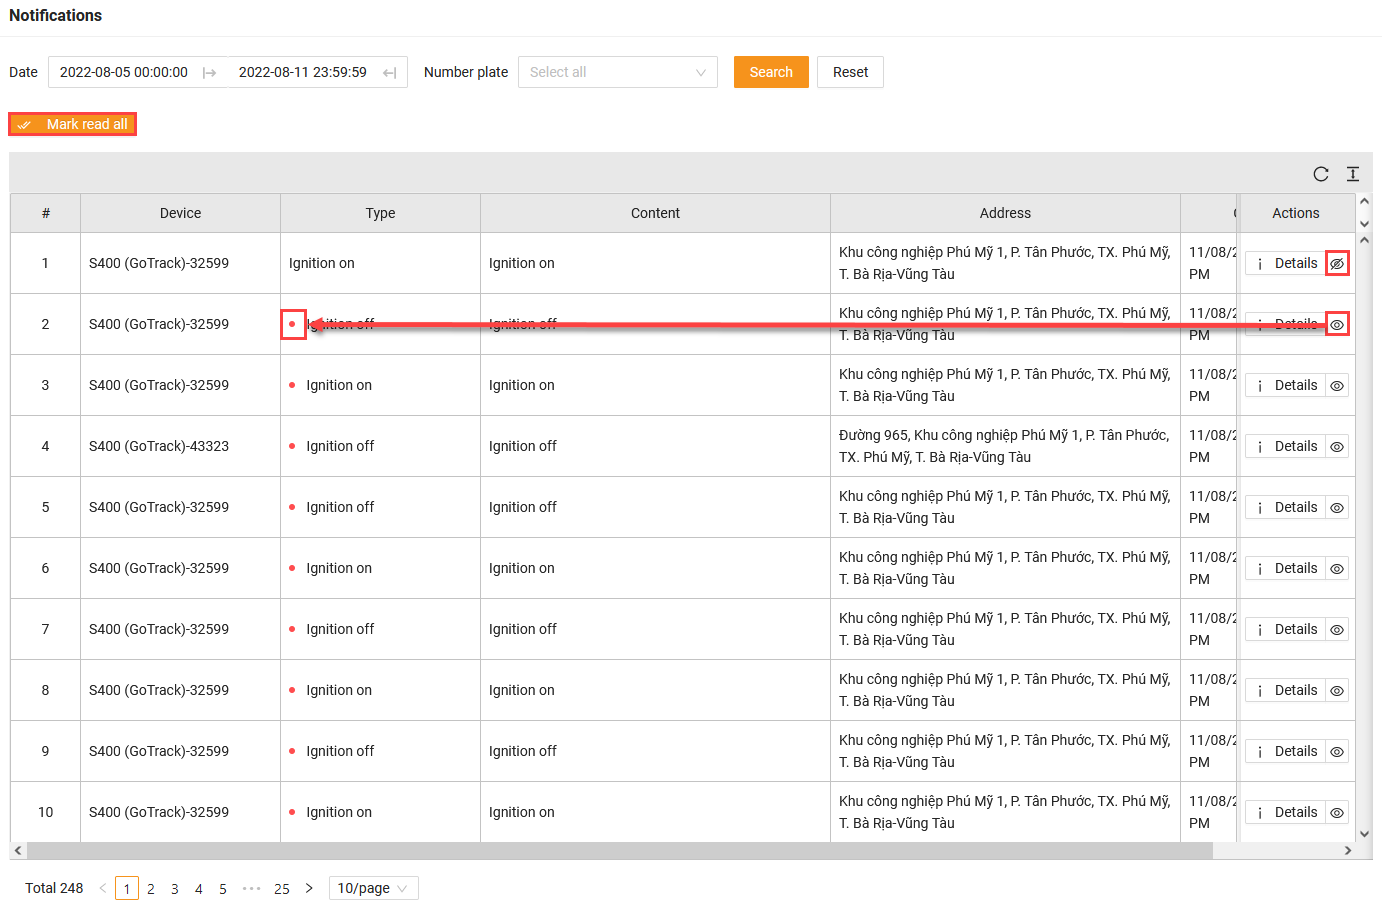 Notifications
Date 2022-08-05 00:00:00 2022-08-11 23:59:59 Number plate Select all Search Reset
Mark read all
# Device Type Content Address Actions
1 S400 (GoTrack)-32599 Ignition on Ignition on Khu công nghiệp Phú Mỹ 1, P. Tân Phước, TX. Phú Mỹ, 11/08/2 Details
T. Bà Rịa-Vũng Tàu PM
2 S400 (GoTrack)-32599 Ignition off Ignition off Khu công nghiệp Phú Mỹ 1, P. Tân Phước, TX. Phú Mỹ, 11/08/2 Details
T. Bà Rịa-Vũng Tàu PM
3 S400 (GoTrack)-32599 Ignition on Ignition on Khu công nghiệp Phú Mỹ 1, P. Tân Phước, TX. Phú Mỹ, 11/08/2 Details
T. Bà Rịa-Vũng Tàu PM
4 S400 (GoTrack)-43323 Ignition off Ignition off Đường 965, Khu công nghiệp Phú Mỹ 1, P. Tân Phước, 11/08/2 Details
TX. Phú Mỹ, T. Bà Rịa-Vũng Tàu PM
5 S400 (GoTrack)-32599 Ignition off Ignition off Khu công nghiệp Phú Mỹ 1, P. Tân Phước, TX. Phú Mỹ, 11/08/2 Details
T. Bà Rịa-Vũng Tàu PM
6 S400 (GoTrack)-32599 Ignition on Ignition on Khu công nghiệp Phú Mỹ 1, P. Tân Phước, TX. Phú Mỹ, 11/08/2 Details
T. Bà Rịa-Vũng Tàu PM
7 S400 (GoTrack)-32599 Ignition off Ignition off Khu công nghiệp Phú Mỹ 1, P. Tân Phước, TX. Phú Mỹ, 11/08/2 Details
T. Bà Rịa-Vũng Tàu PM
8 S400 (GoTrack)-32599 Ignition on Ignition on Khu công nghiệp Phú Mỹ 1, P. Tân Phước, TX. Phú Mỹ, 11/08/2 Details
T. Bà Rịa-Vũng Tàu PM
9 S400 (GoTrack)-32599 Ignition off Ignition off Khu công nghiệp Phú Mỹ 1, P. Tân Phước, TX. Phú Mỹ, 11/08/2 Details
T. Bà Rịa-Vũng Tàu PM
10 S400 (GoTrack)-32599 Ignition on Ignition on Khu công nghiệp Phú Mỹ 1, P. Tân Phước, TX. Phú Mỹ, 11/08/2 Details
T. Bà Rịa-Vũng Tàu PM
Total 248 < 1 2 3 4 5 ••• 25 > 10/page